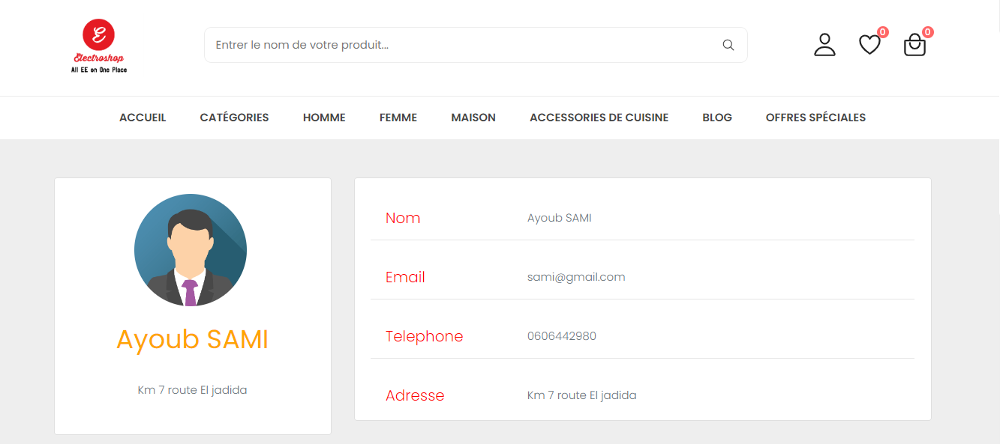 Electroshop
All EE on One Place
Entrer le nom de votre produit...
0
0
ACCUEIL CATÉGORIES HOMME FEMME MAISON ACCESSORIES DE CUISINE BLOG OFFRES SPÉCIALES
Ayoub SAMI
Km 7 route El jadida
Nom Ayoub SAMI
Email sami@gmail.com
Telephone 0606442980
Adresse Km 7 route El jadida